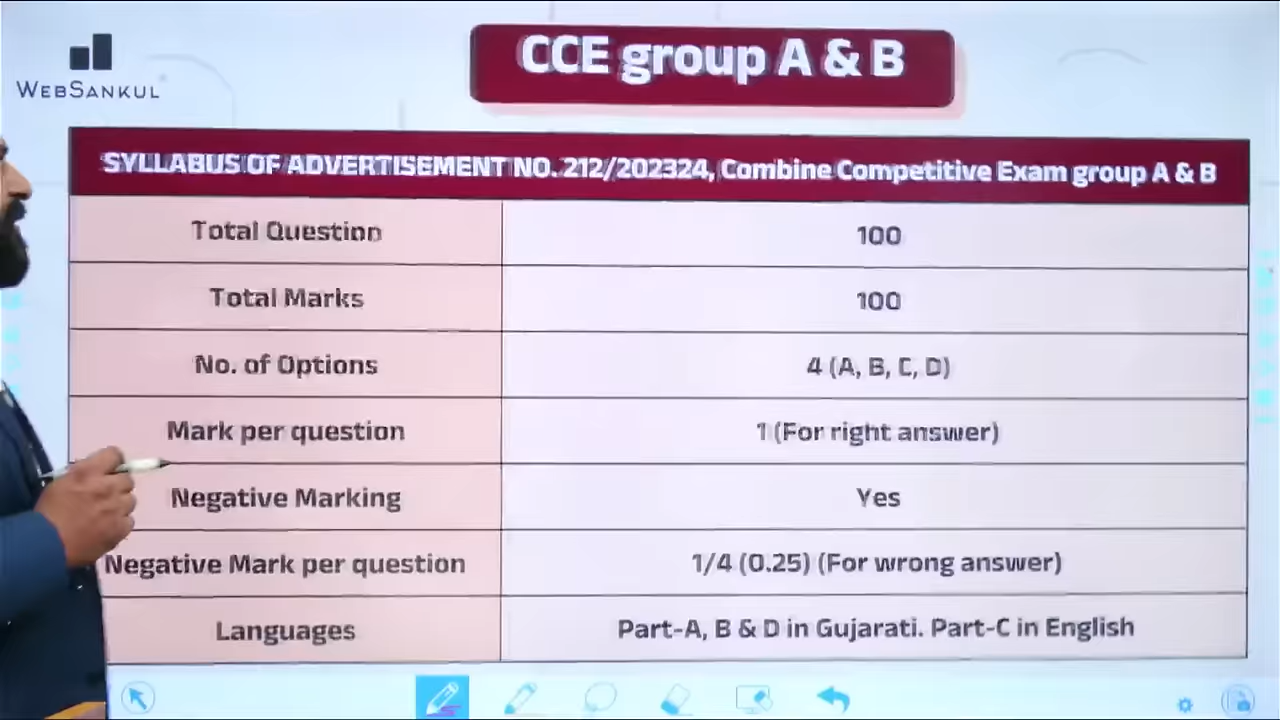 WEBSANKUL
CCE group A & B
SYLLABUS OF ADVERTISEMENT NO. 212/202324, Combine Competitive Exam group A & B
Total Question 100
Total Marks 100
No. of Options 4 (A, B, C, D)
Mark per question 1 (For right answer)
Negative Marking Yes
Negative Mark per question 1/4 (0.25) (For wrong answer)
Languages Part-A, B & D in Gujarati. Part-C in English